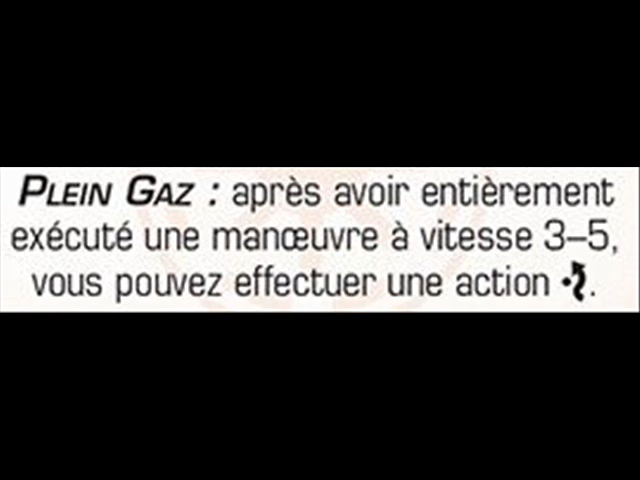 PLEIN GAZ : après avoir entièrement
exécuté une manœuvre à vitesse 3–5,
vous pouvez effectuer une action .